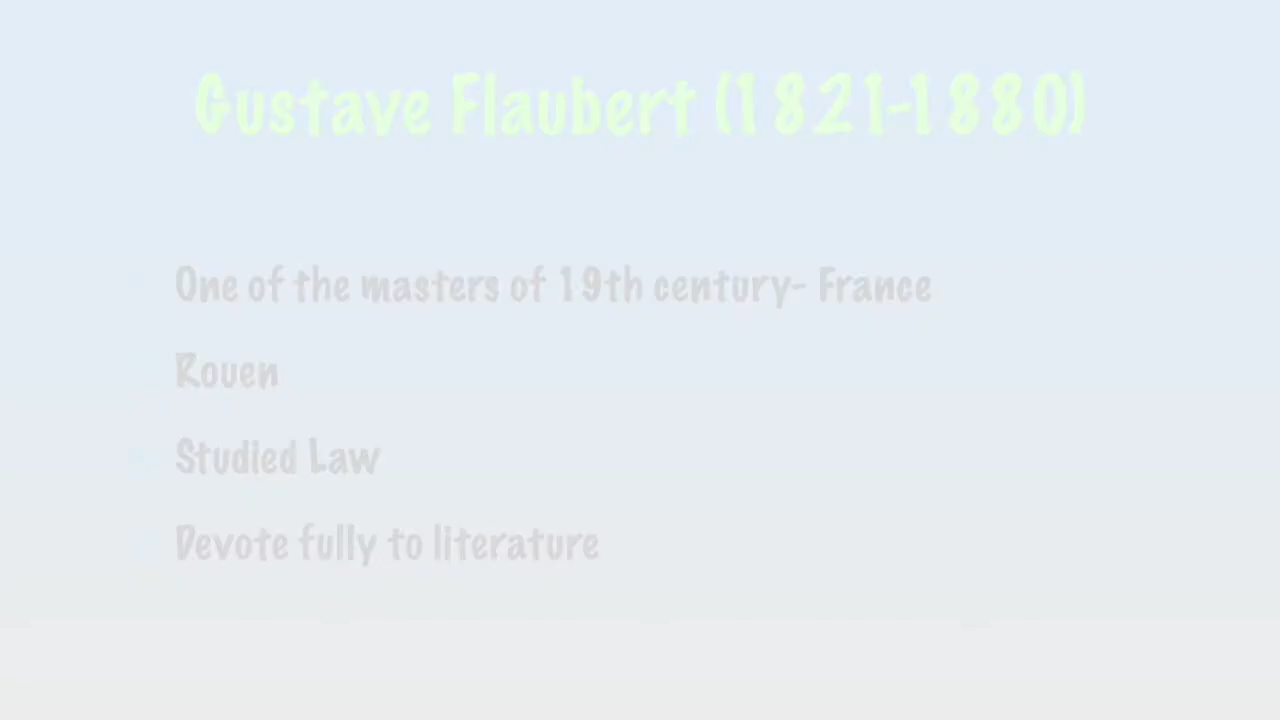 Gustave Flaubert (1821-1880)
One of the masters of 19th century- France
Rouen
Studied Law
Devote fully to literature